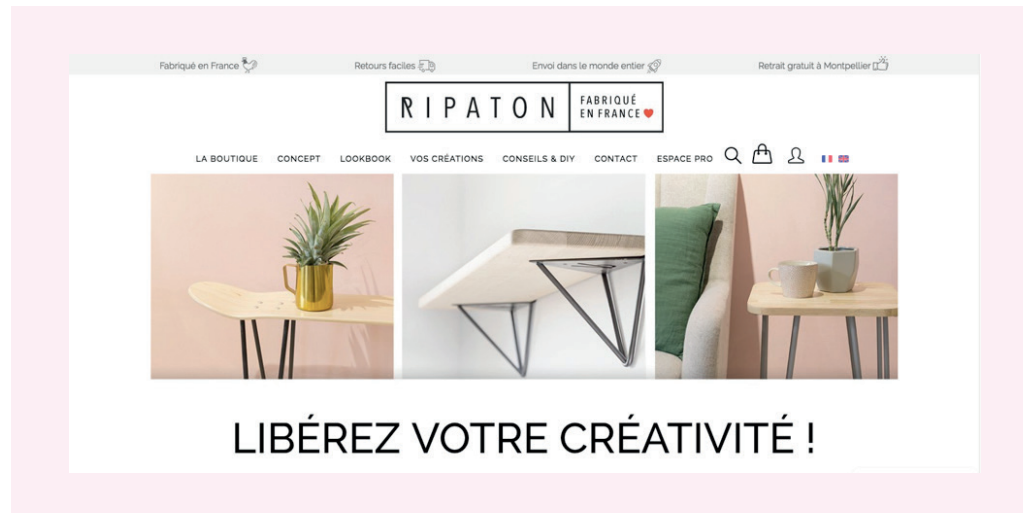 Fabriqué en France
Retours faciles
Envoi dans le monde entier
Retrait gratuit à Montpellier
RIPATON
FABRIQUÉ
EN FRANCE
LA BOUTIQUE
CONCEPT
LOOKBOOK
VOS CRÉATIONS
CONSEILS & DIY
CONTACT
ESPACE PRO
LIBÉREZ VOTRE CRÉATIVITÉ !